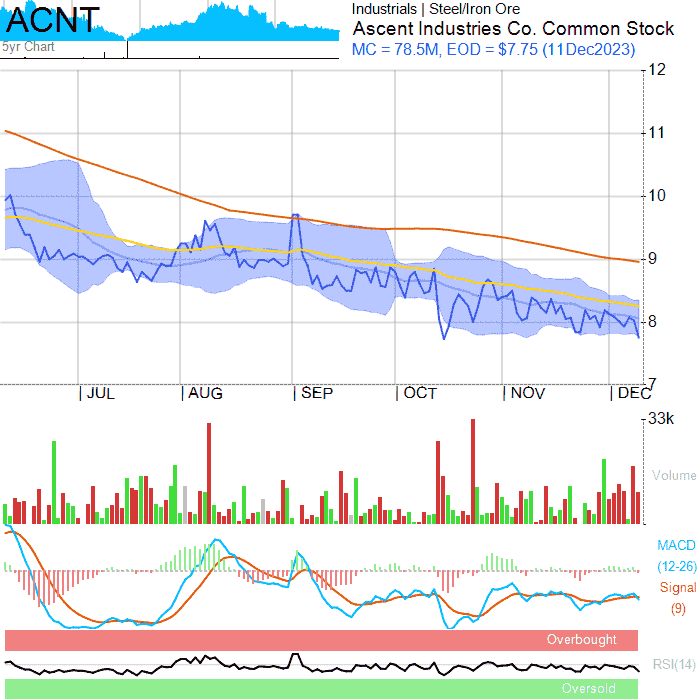 ACNT
5yr Chart
Industrials | Steel/Iron Ore
Ascent Industries Co. Common Stock
MC = 78.5M, EOD = $7.75 (11Dec2023)
12
11
10
9
8
7
| JUL
| AUG
| SEP
| OCT
| NOV
| DEC
33k
Volume
MACD
(12-26)
Signal
(9)
Overbought
RSI(14)
Oversold